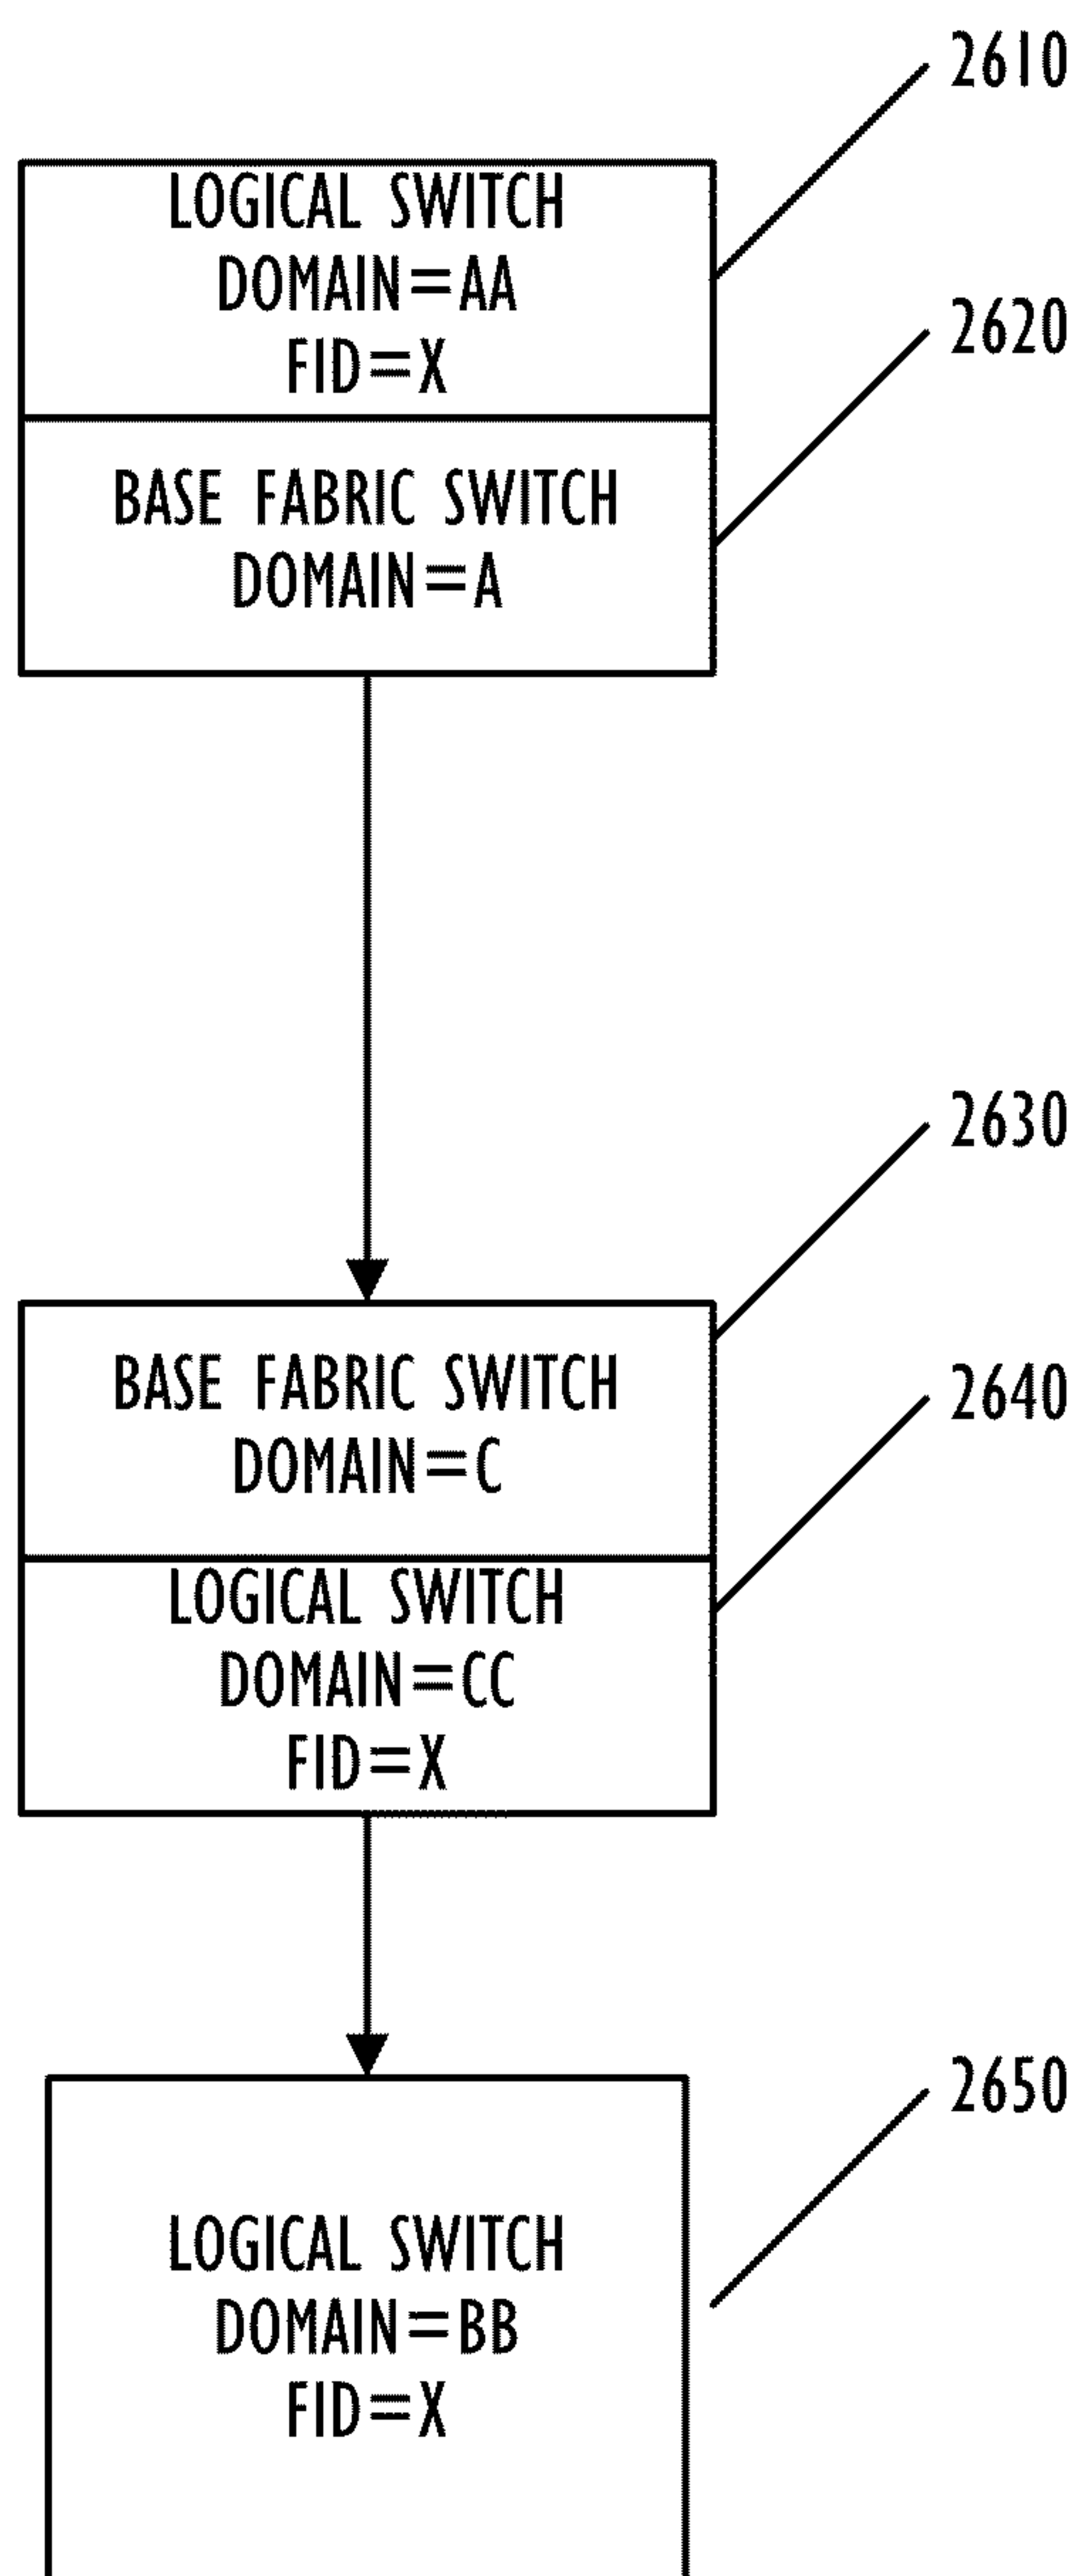 2610
LOGICAL SWITCH
DOMAIN=AA
FID=X
2620
BASE FABRIC SWITCH
DOMAIN=A
2630
BASE FABRIC SWITCH
DOMAIN=C
2640
LOGICAL SWITCH
DOMAIN=CC
FID=X
2650
LOGICAL SWITCH
DOMAIN=BB
FID=X